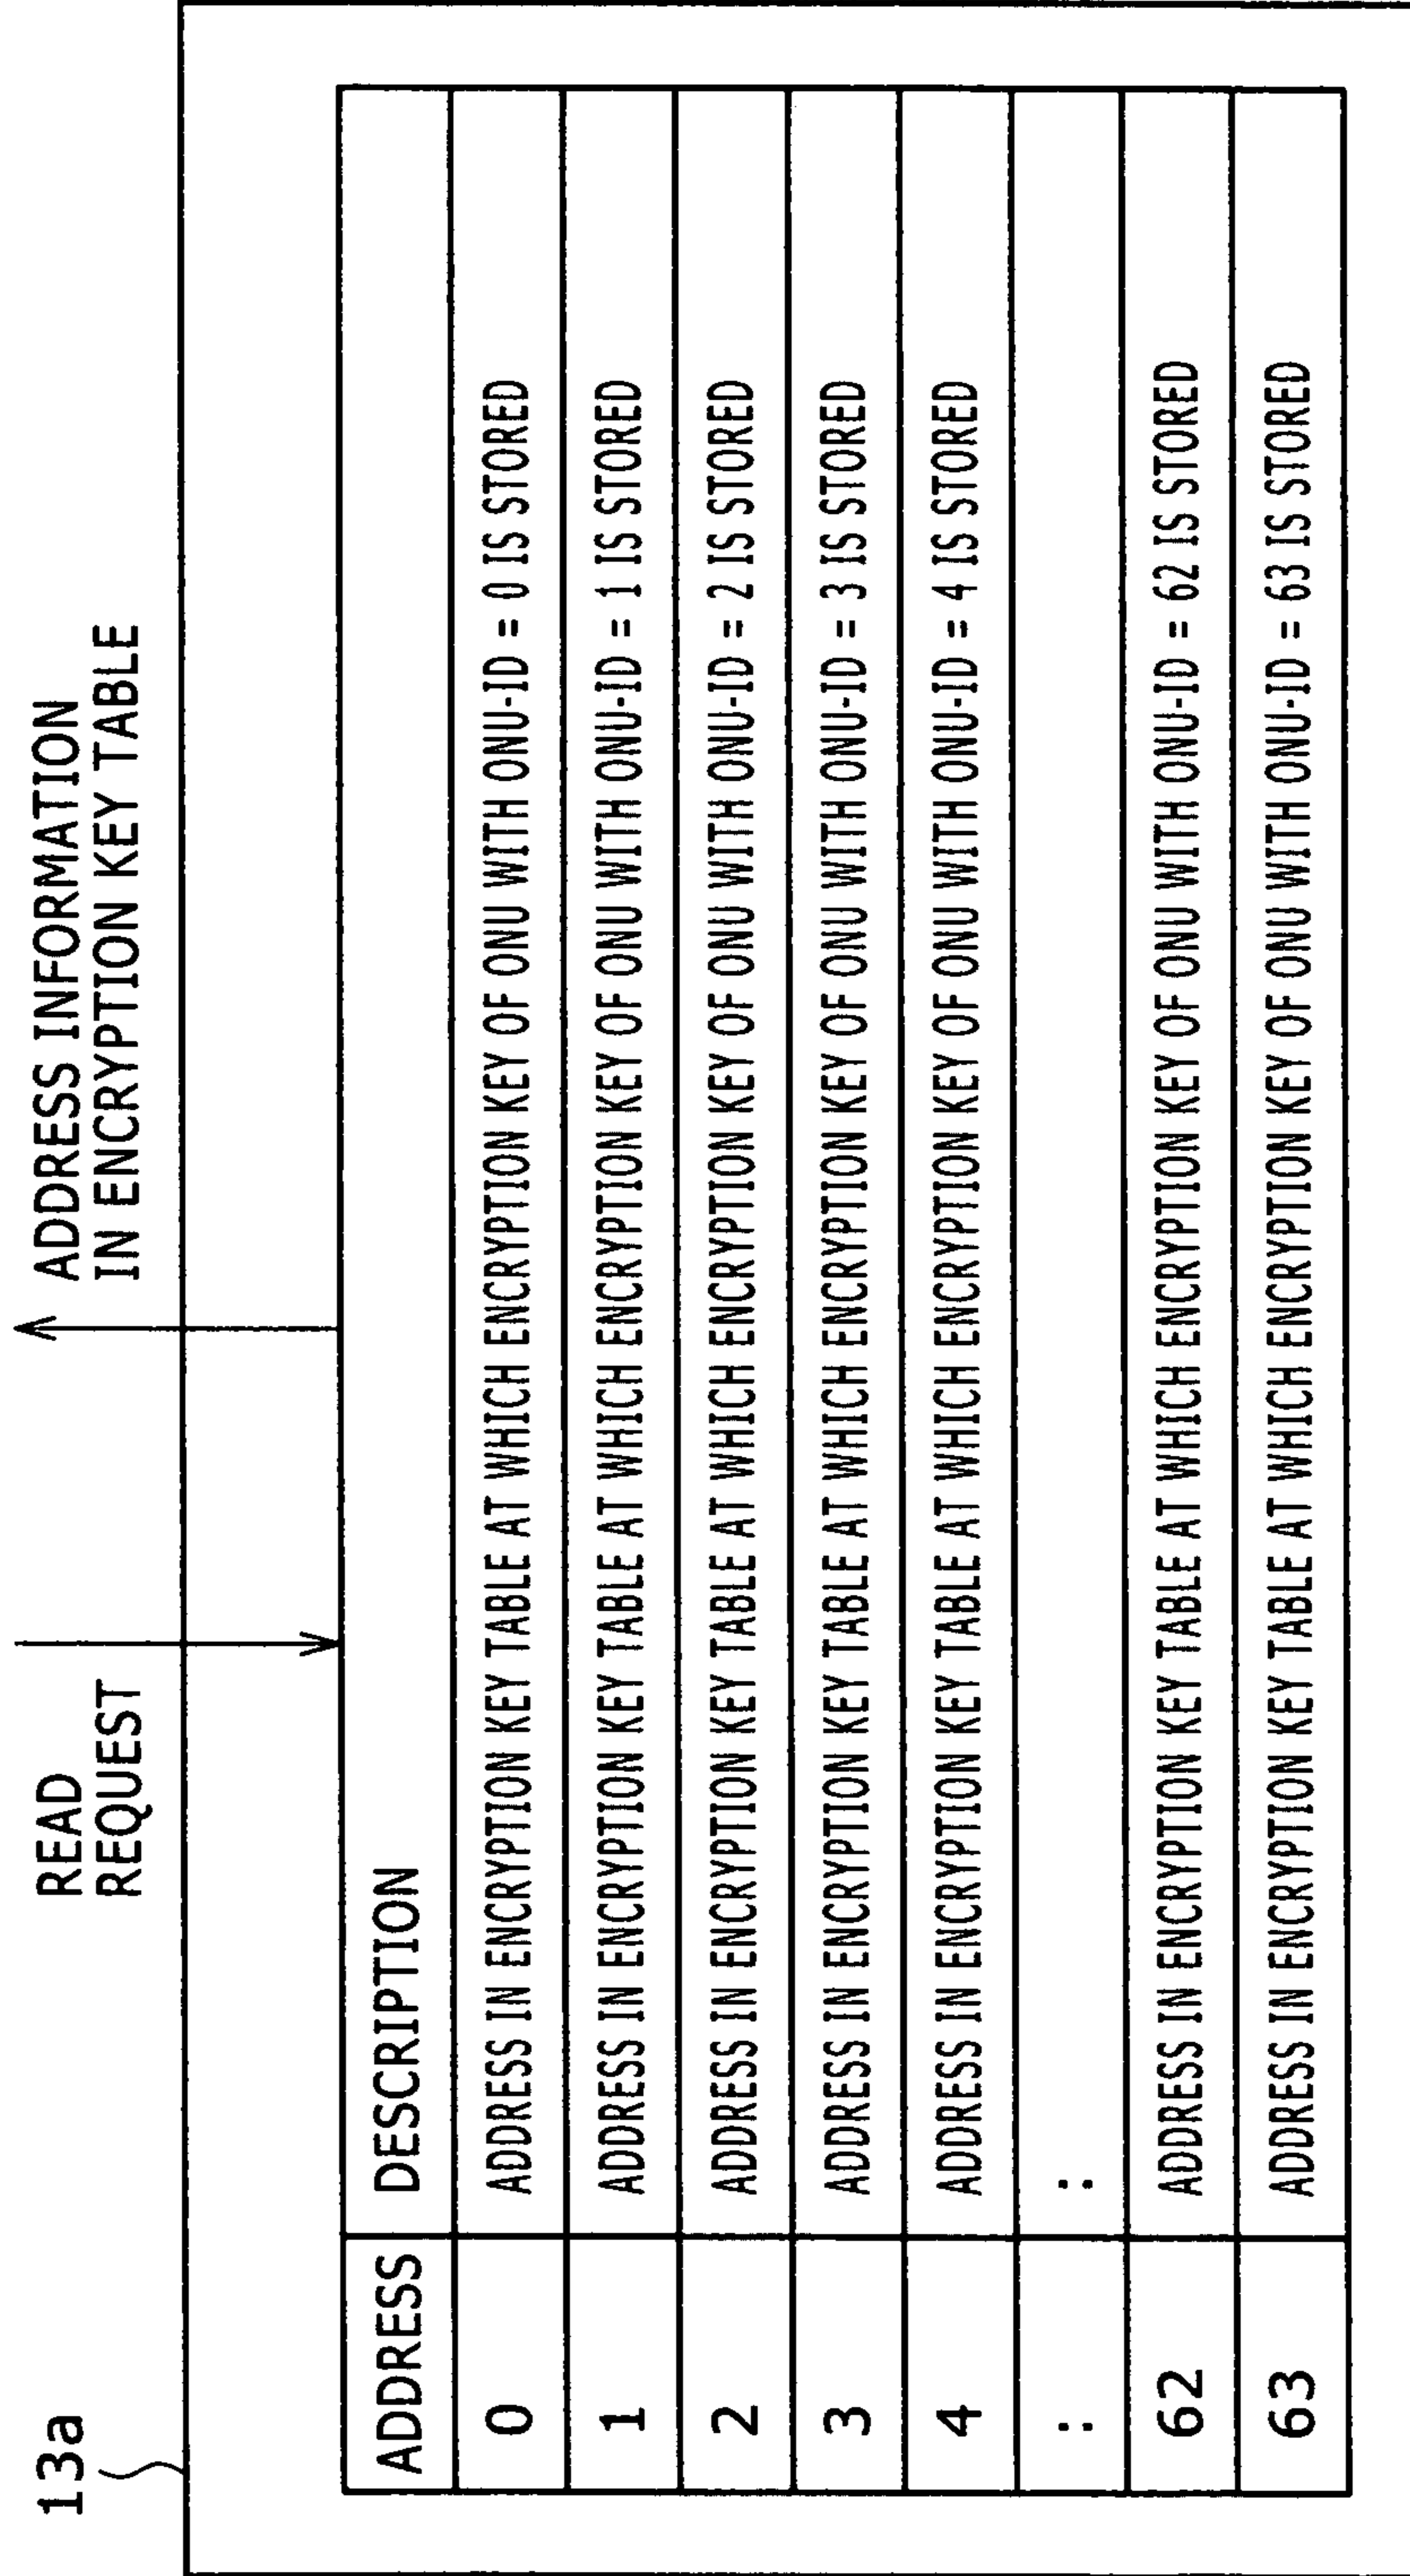 13a
READ
REQUEST
ADDRESS INFORMATION
IN ENCRYPTION KEY TABLE
ADDRESS DESCRIPTION
0 ADDRESS IN ENCRYPTION KEY TABLE AT WHICH ENCRYPTION KEY OF ONU WITH ONU-ID = 0 IS STORED
1 ADDRESS IN ENCRYPTION KEY TABLE AT WHICH ENCRYPTION KEY OF ONU WITH ONU-ID = 1 IS STORED
2 ADDRESS IN ENCRYPTION KEY TABLE AT WHICH ENCRYPTION KEY OF ONU WITH ONU-ID = 2 IS STORED
3 ADDRESS IN ENCRYPTION KEY TABLE AT WHICH ENCRYPTION KEY OF ONU WITH ONU-ID = 3 IS STORED
4 ADDRESS IN ENCRYPTION KEY TABLE AT WHICH ENCRYPTION KEY OF ONU WITH ONU-ID = 4 IS STORED
: :
62 ADDRESS IN ENCRYPTION KEY TABLE AT WHICH ENCRYPTION KEY OF ONU WITH ONU-ID = 62 IS STORED
63 ADDRESS IN ENCRYPTION KEY TABLE AT WHICH ENCRYPTION KEY OF ONU WITH ONU-ID = 63 IS STORED